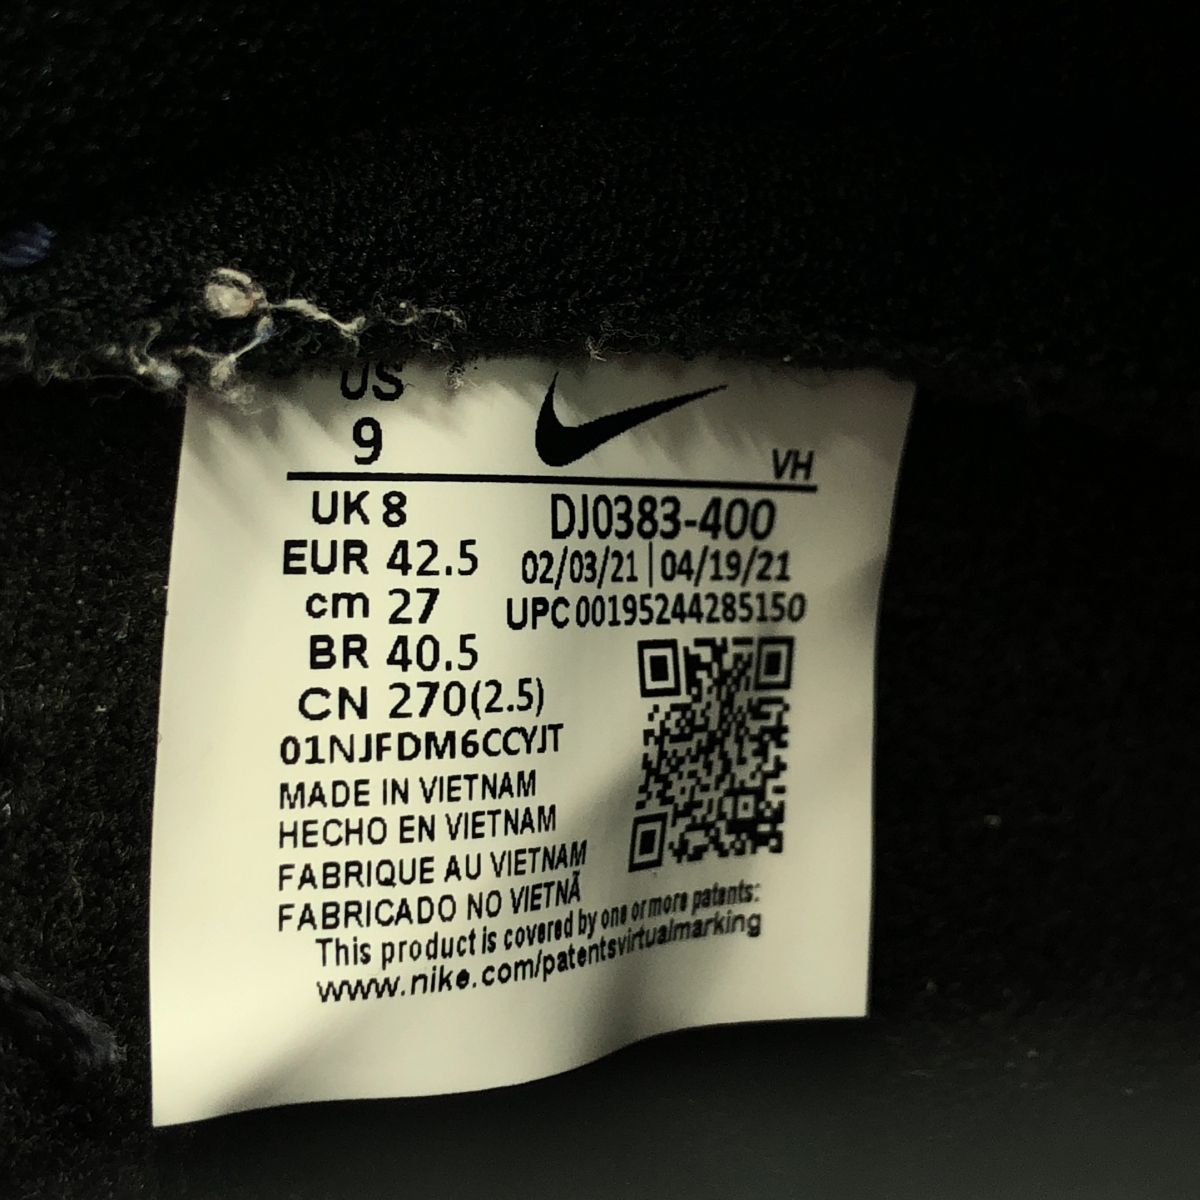 US
9
VH
UK 8
DJ0383-400
EUR 42.5
02/03/21 | 04/19/21
cm 27
UPC 00195244285150
BR 40.5
CN 270(2.5)
01NJFDM6CCYJT
MADE IN VIETNAM
HECHO EN VIETNAM
FABRIQUE AU VIETNAM
FABRICADO NO VIETNÃ
This product is covered by one or more patents:
www.nike.com/patentsvirtualmarking